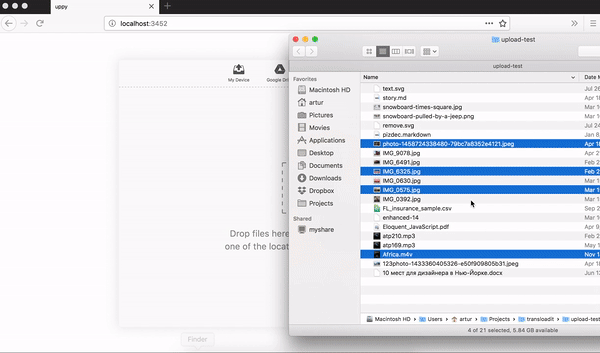 uppy
localhost:3452
upload-test
upload-test
My Device
Google Dri
Drop files here
one of the locat
Finder
Favorites
Macintosh HD
artur
Pictures
Movies
Applications
Desktop
Documents
Downloads
Dropbox
Projects
Shared
myshare
Name
Date M
text.svg Jul 26
story.md Apr 18
snowboard-times-square.jpg Mar 1
snowboard-pulled-by-a-jeep.png Mar 1
remove.svg Jul 2
pizdec.markdown Jan 8
photo-1458724338480-79bc7a8352e4121.jpeg Apr 18
IMG_9078.jpg Apr 1
IMG_6491.jpg Feb 2
IMG_6325.jpg Feb 2
IMG_0630.jpg Mar 1
IMG_0575.jpg Mar 1
IMG_0392.jpg Mar 1
FL_insurance_sample.csv Sep 2
enhanced-14 Mar 1
Eloquent_JavaScript.pdf Apr 1
atp210.mp3 Feb 2
atp169.mp3 Mar 1
Africa.m4v Nov 1
123photo-1433360405326-e50f909805b31.jpeg Apr 18
10 мест для дизайнера в Нью-Йорке.docx Jun 1
Macintosh HD Users artur Projects transloadit upload-test
4 of 21 selected, 5.84 GB available